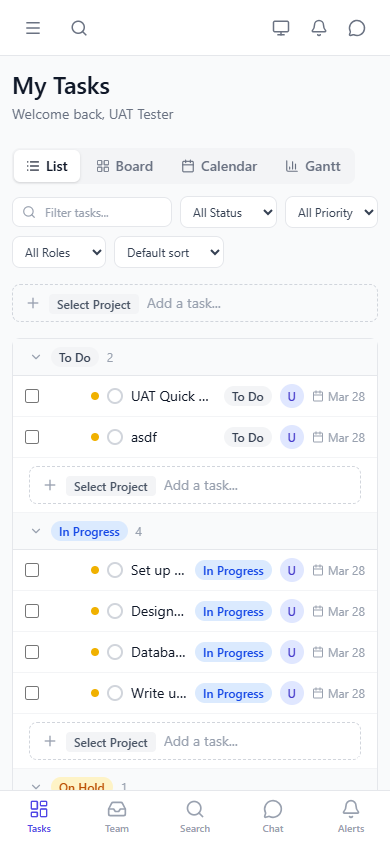 My Tasks
Welcome back, UAT Tester
List Board Calendar Gantt
Filter tasks... All Status All Priority
All Roles Default sort
Select Project Add a task...
To Do 2
UAT Quick ... To Do U Mar 28
asdf To Do U Mar 28
Select Project Add a task...
In Progress 4
Set up ... In Progress U Mar 28
Design... In Progress U Mar 28
Databa... In Progress U Mar 28
Write u... In Progress U Mar 28
Select Project Add a task...
On Hold 1
Tasks Team Search Chat Alerts